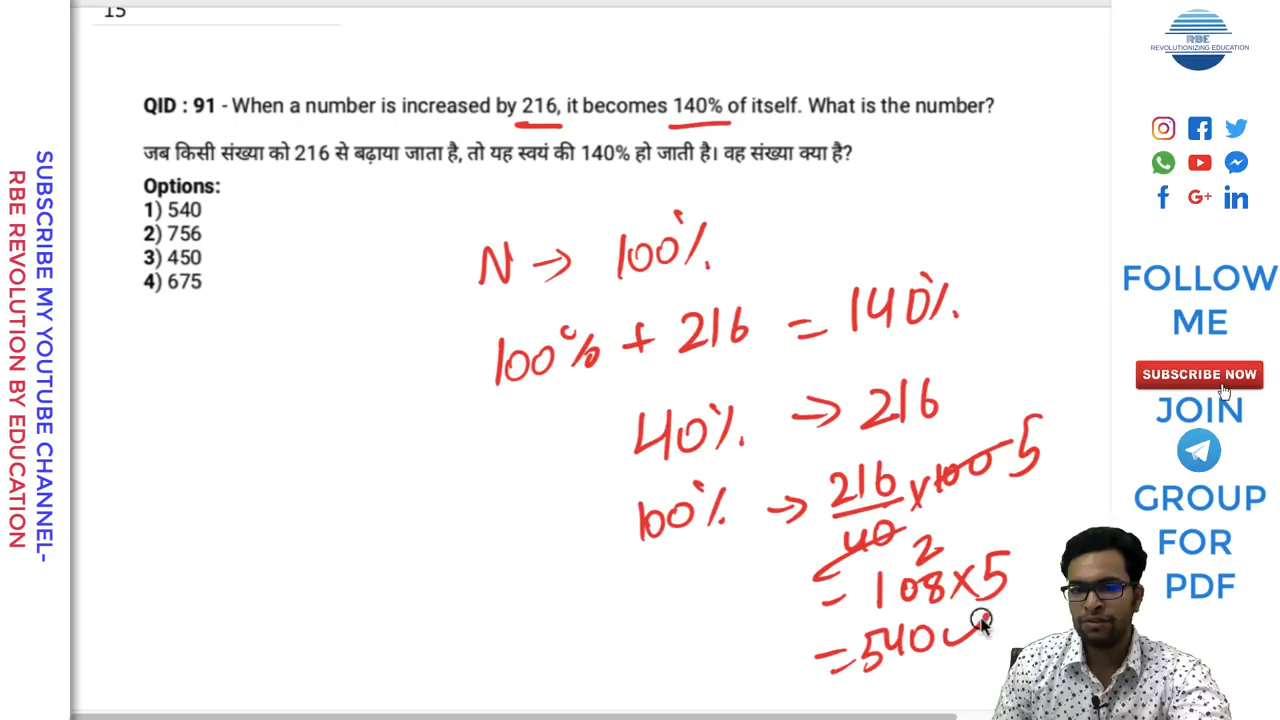 15
QID : 91 - When a number is increased by 216, it becomes 140% of itself. What is the number?
जब किसी संख्या को 216 से बढ़ाया जाता है, तो यह स्वयं की 140% हो जाती है। वह संख्या क्या है?
Options:
1) 540
2) 756
3) 450
4) 675
N → 100%
100% + 216 = 140%
40% → 216
100% → 216/40 × 100 5
2
= 108 × 5
= 540
SUBSCRIBE MY YOUTUBE CHANNEL-
RBE REVOLUTION BY EDUCATION
RBE
REVOLUTIONIZING EDUCATION
FOLLOW
ME
SUBSCRIBE NOW
JOIN
GROUP
FOR
PDF